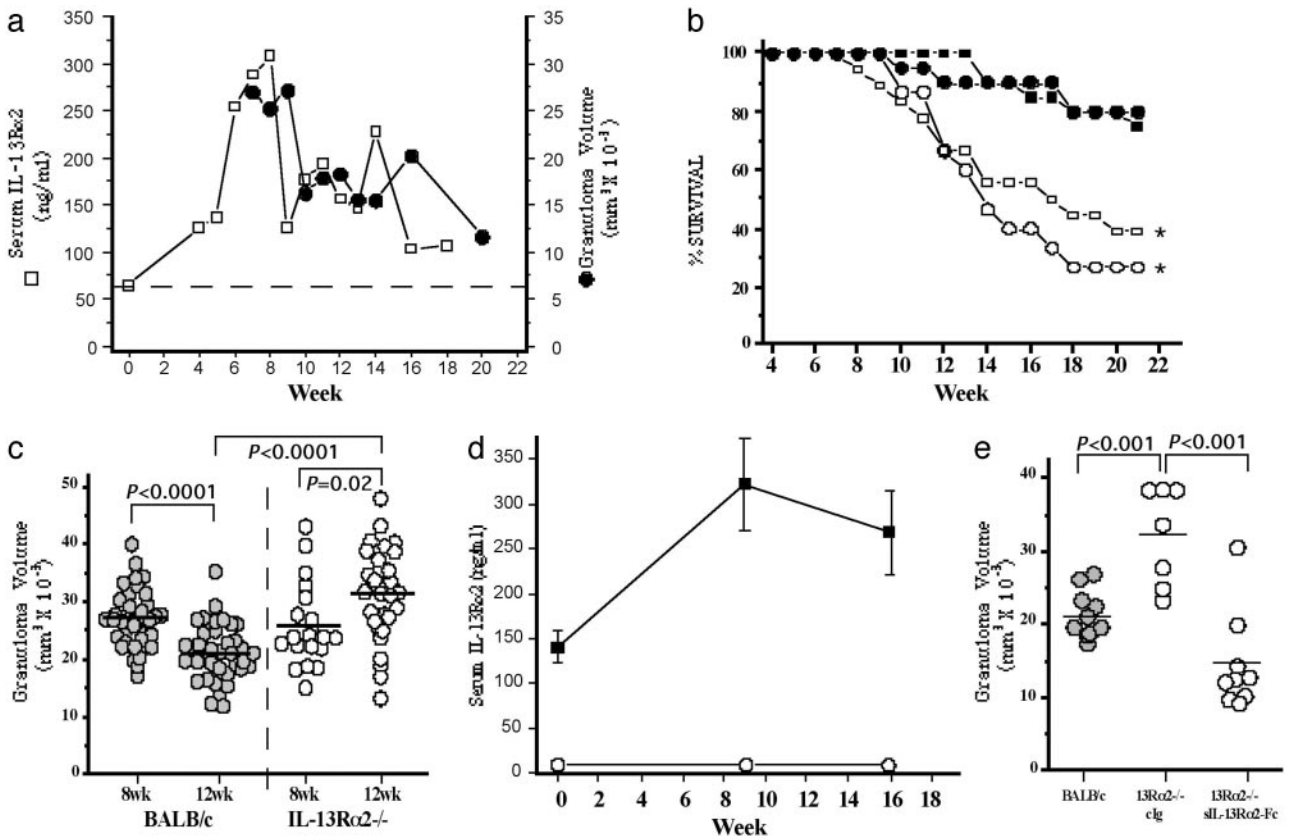 a
350
300
250
200
150
100
50
0
Serum IL-13Rα2
(ng/ml)
35
30
25
20
15
10
5
0
Granuloma Volume
(mm³ X 10⁻³)
0 2 4 6 8 10 12 14 16 18 20 22
Week
b
100
80
60
40
20
0
% SURVIVAL
*
*
4 6 8 10 12 14 16 18 20 22
Week
c
P<0.0001
P<0.0001
P=0.02
50
40
30
20
10
0
Granuloma Volume
(mm³ X 10⁻³)
8wk 12wk 8wk 12wk
BALB/c IL-13Rα2-/-
d
350
300
250
200
150
100
50
0
Serum IL-13Rα2 (ng/ml)
0 2 4 6 8 10 12 14 16 18
Week
e
P<0.001 P<0.001
40
30
20
10
0
Granuloma Volume
(mm³ X 10⁻³)
BALB/c 13Rα2-/- 13Rα2-/-
cIg sIL-13Rα2-Fc